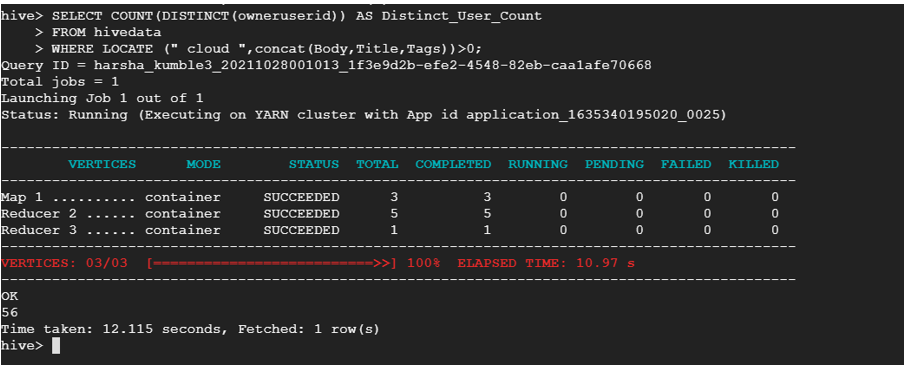 hive> SELECT COUNT(DISTINCT(owneruserid)) AS Distinct_User_Count
    > FROM hivedata
    > WHERE LOCATE (" cloud ",concat(Body,Title,Tags))>0;
Query ID = harsha_kumble3_20211028001013_1f3e9d2b-efe2-4548-82eb-caa1afe70668
Total jobs = 1
Launching Job 1 out of 1
Status: Running (Executing on YARN cluster with App id application_1635340195020_0025)
----------------------------------------------------------------------------------------------
VERTICES MODE STATUS TOTAL COMPLETED RUNNING PENDING FAILED KILLED
----------------------------------------------------------------------------------------------
Map 1 .......... container SUCCEEDED 3 3 0 0 0 0
Reducer 2 ...... container SUCCEEDED 5 5 0 0 0 0
Reducer 3 ...... container SUCCEEDED 1 1 0 0 0 0
----------------------------------------------------------------------------------------------
VERTICES: 03/03 [==========================>>] 100% ELAPSED TIME: 10.97 s
----------------------------------------------------------------------------------------------
OK
56
Time taken: 12.115 seconds, Fetched: 1 row(s)
hive>